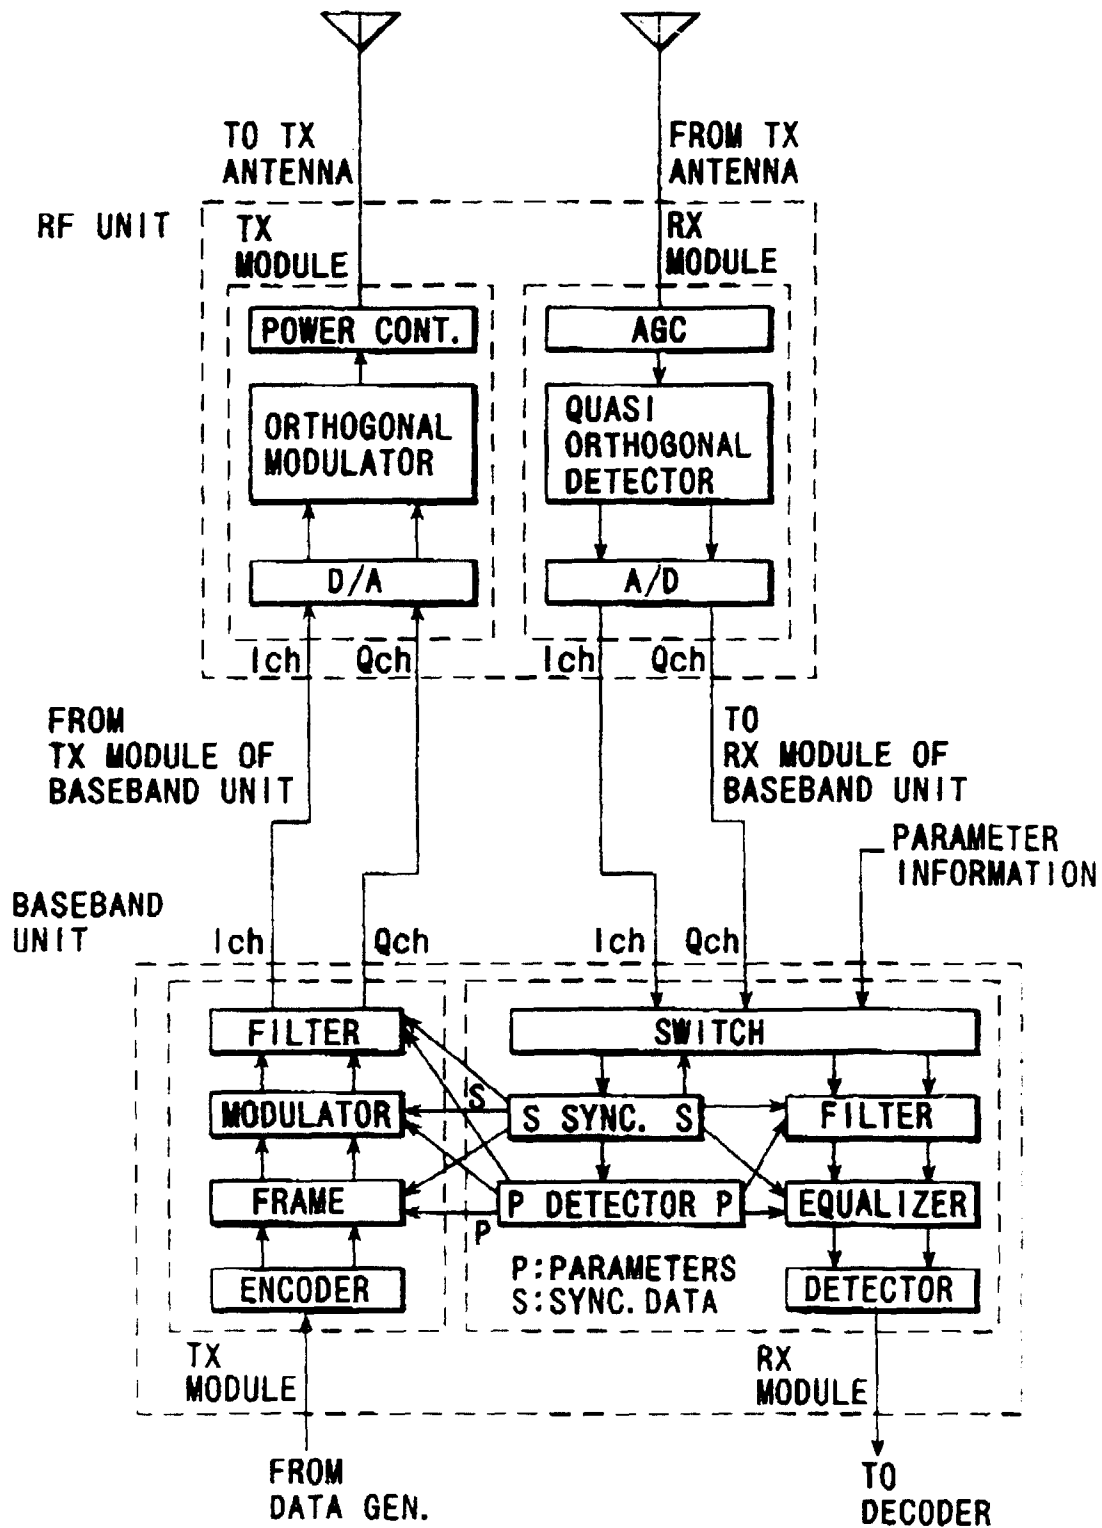 TO TX
ANTENNA
FROM TX
ANTENNA
RF UNIT
TX
MODULE
RX
MODULE
POWER CONT.
AGC
ORTHOGONAL
MODULATOR
QUASI
ORTHOGONAL
DETECTOR
D/A
A/D
Ich Qch
Ich Qch
FROM
TX MODULE OF
BASEBAND UNIT
TO
RX MODULE OF
BASEBAND UNIT
PARAMETER
INFORMATION
BASEBAND
UNIT
Ich Qch
Ich Qch
FILTER
SWITCH
MODULATOR
S
S SYNC. S
FILTER
FRAME
P DETECTOR P
EQUALIZER
P
ENCODER
P:PARAMETERS
S:SYNC.DATA
DETECTOR
TX
MODULE
RX
MODULE
FROM
DATA GEN.
TO
DECODER